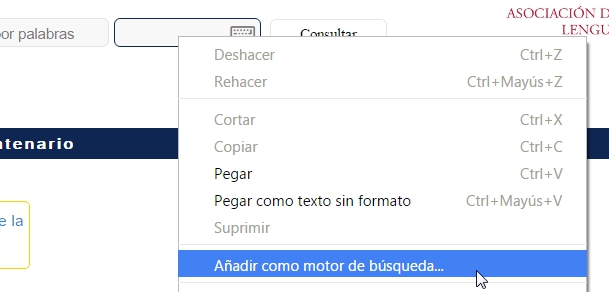 ASOCIACIÓN D
LENGU
or palabras
Consultar
Deshacer Ctrl+Z
Rehacer Ctrl+Mayús+Z
ntenario
Cortar Ctrl+X
Copiar Ctrl+C
Pegar Ctrl+V
Pegar como texto sin formato Ctrl+Mayús+V
e la
Suprimir
Añadir como motor de búsqueda...